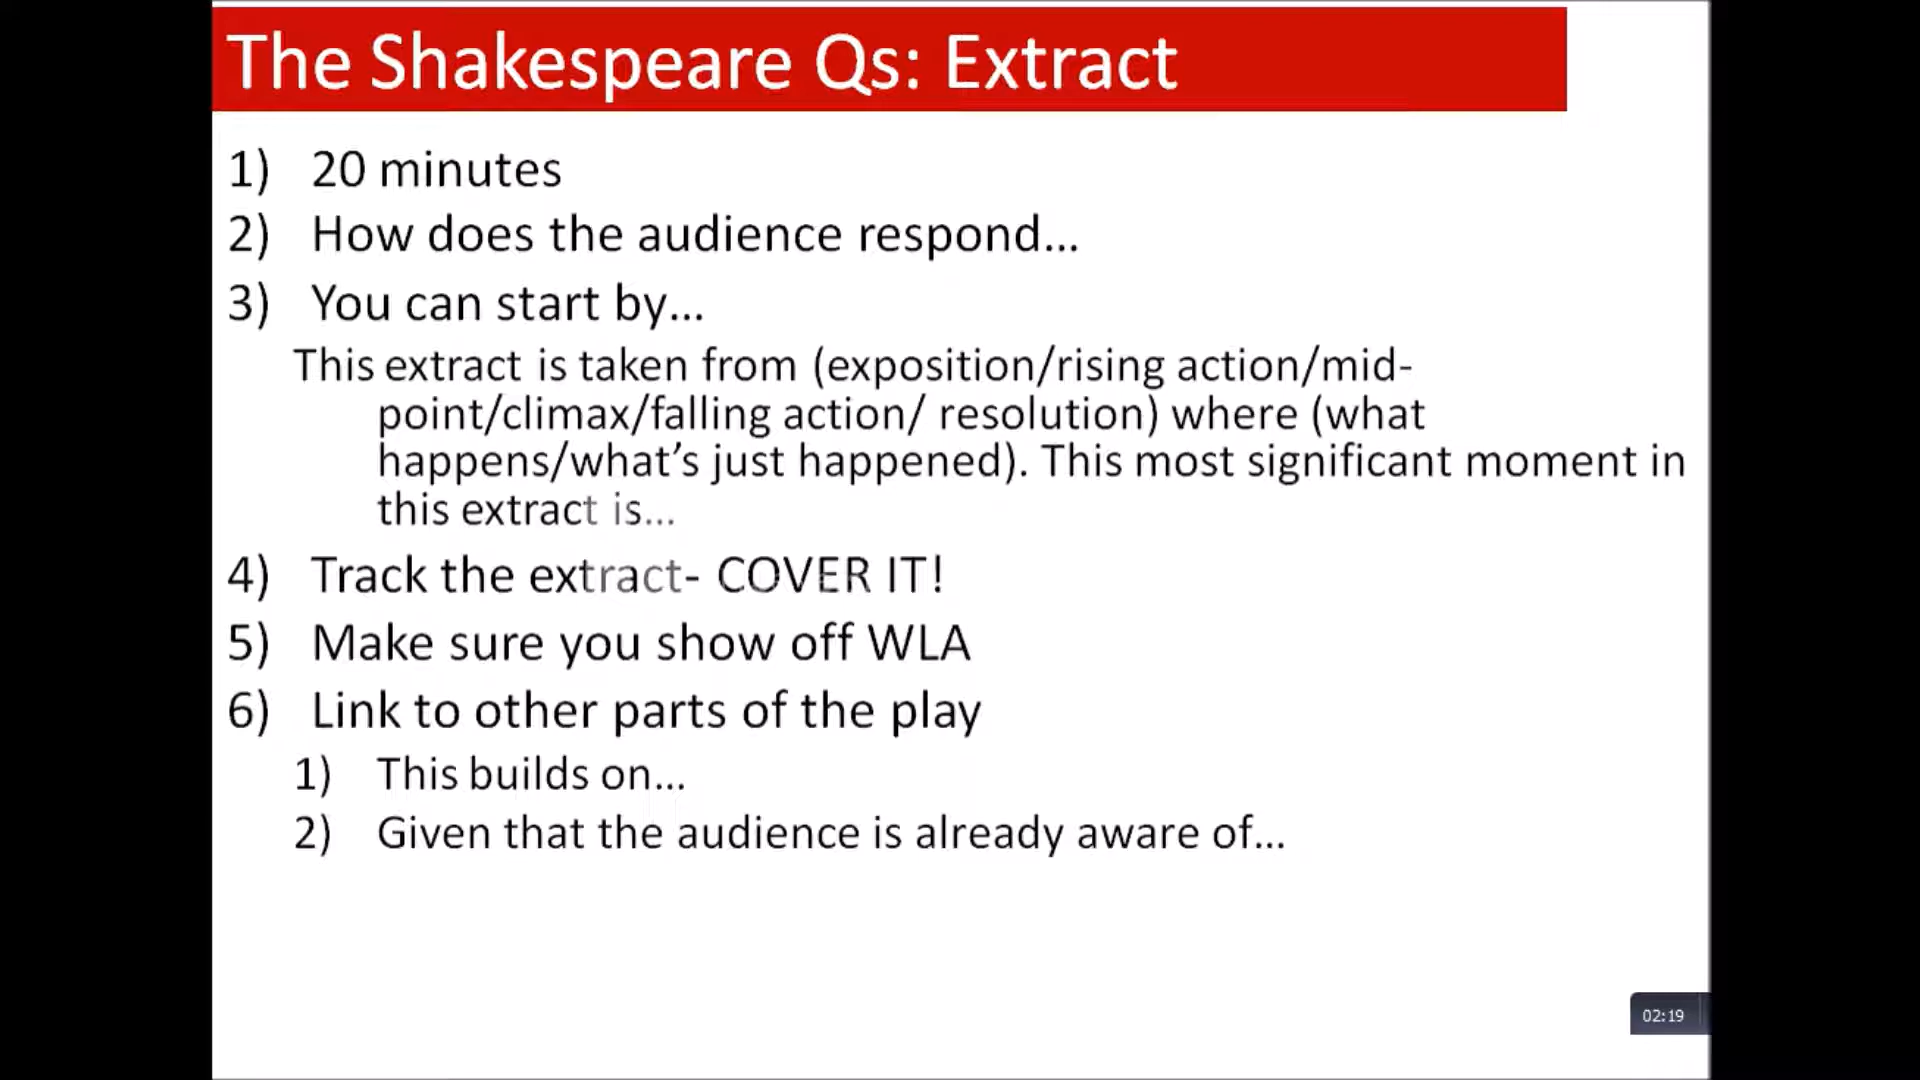 The Shakespeare Qs: Extract
1) 20 minutes
2) How does the audience respond...
3) You can start by...
This extract is taken from (exposition/rising action/mid-
point/climax/falling action/ resolution) where (what
happens/what's just happened). This most significant moment in
this extract is...
4) Track the extract- COVER IT!
5) Make sure you show off WLA
6) Link to other parts of the play
1) This builds on...
2) Given that the audience is already aware of...
02:19